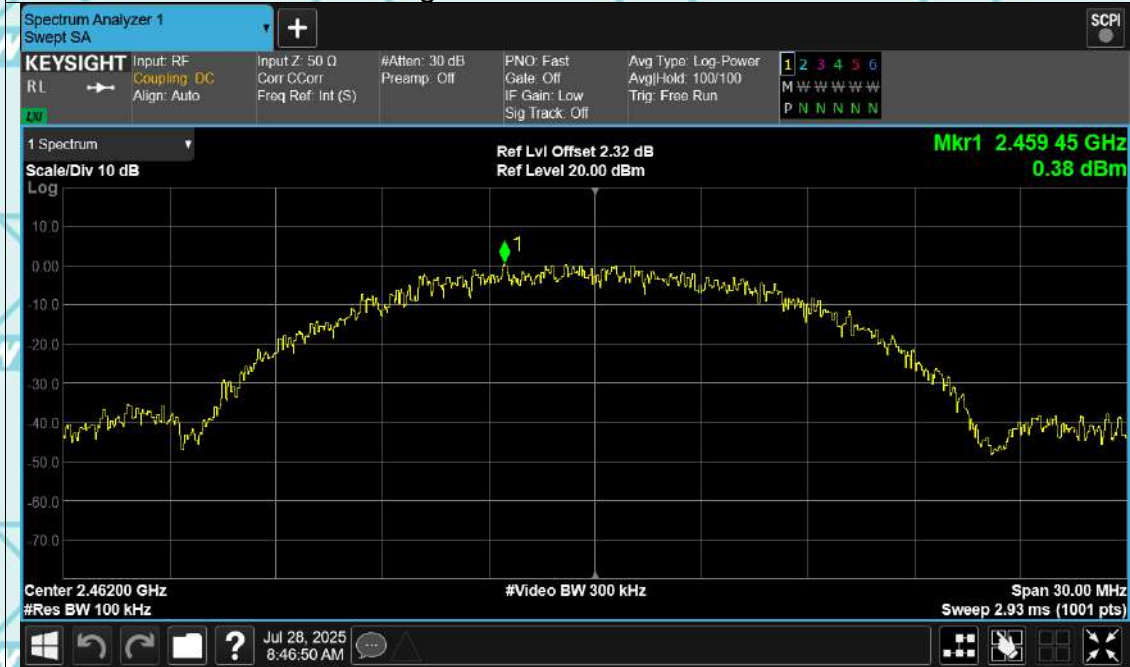 Spectrum Analyzer 1
Swept SA
+
SCPI
KEYSIGHT
RL
LXI
Input: RF
Coupling: DC
Align: Auto
Input Z: 50 Ω
Corr CCorr
Freq Ref: Int (S)
#Atten: 30 dB
Preamp: Off
PNO: Fast
Gate: Off
IF Gain: Low
Sig Track: Off
Avg Type: Log-Power
Avg|Hold: 100/100
Trig: Free Run
1 2 3 4 5 6
M W W W W W
P N N N N N
1 Spectrum
Scale/Div 10 dB
Log
Ref Lvl Offset 2.32 dB
Ref Level 20.00 dBm
Mkr1 2.459 45 GHz
0.38 dBm
1
10.0
0.00
-10.0
-20.0
-30.0
-40.0
-50.0
-60.0
-70.0
Center 2.46200 GHz
#Res BW 100 kHz
#Video BW 300 kHz
Span 30.00 MHz
Sweep 2.93 ms (1001 pts)
?
Jul 28, 2025
8:46:50 AM